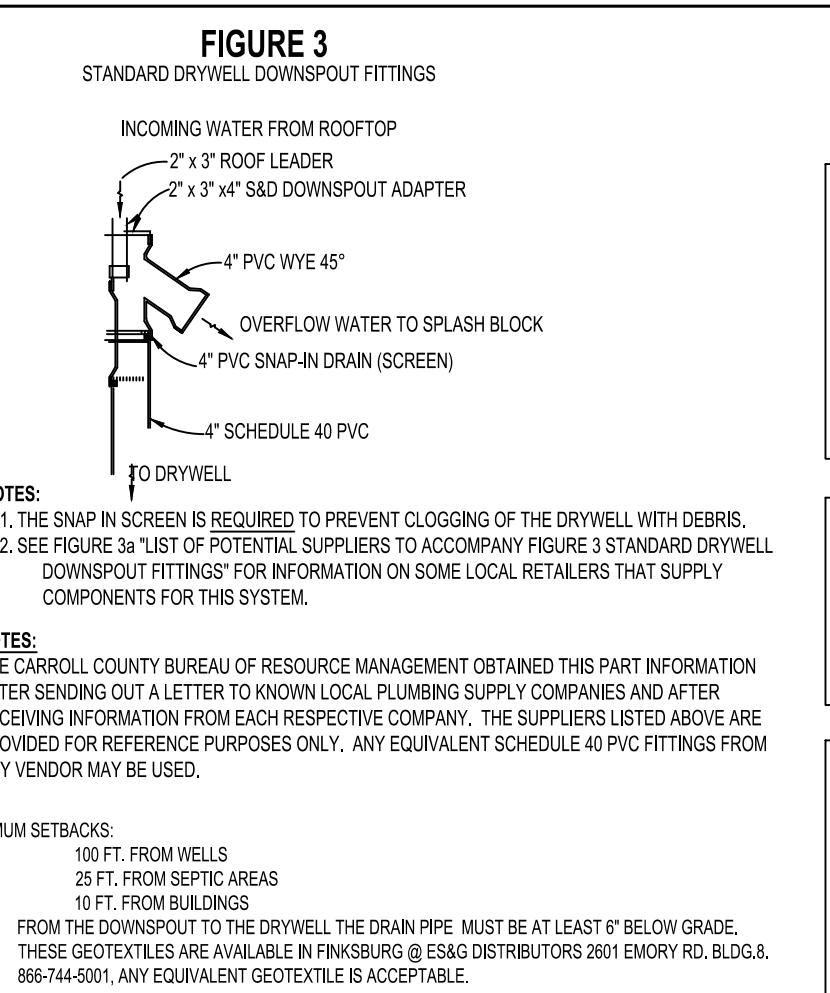 FIGURE 3
STANDARD DRYWELL DOWNSPOUT FITTINGS
INCOMING WATER FROM ROOFTOP
2" x 3" ROOF LEADER
2" x 3" x4" S&D DOWNSPOUT ADAPTER
4" PVC WYE 45°
OVERFLOW WATER TO SPLASH BLOCK
4" PVC SNAP-IN DRAIN (SCREEN)
4" SCHEDULE 40 PVC
TO DRYWELL
OTES:
1. THE SNAP IN SCREEN IS REQUIRED TO PREVENT CLOGGING OF THE DRYWELL WITH DEBRIS.
2. SEE FIGURE 3a "LIST OF POTENTIAL SUPPLIERS TO ACCOMPANY FIGURE 3 STANDARD DRYWELL
DOWNSPOUT FITTINGS" FOR INFORMATION ON SOME LOCAL RETAILERS THAT SUPPLY
COMPONENTS FOR THIS SYSTEM.
OTES:
E CARROLL COUNTY BUREAU OF RESOURCE MANAGEMENT OBTAINED THIS PART INFORMATION
TER SENDING OUT A LETTER TO KNOWN LOCAL PLUMBING SUPPLY COMPANIES AND AFTER
CEIVING INFORMATION FROM EACH RESPECTIVE COMPANY. THE SUPPLIERS LISTED ABOVE ARE
OVIDED FOR REFERENCE PURPOSES ONLY. ANY EQUIVALENT SCHEDULE 40 PVC FITTINGS FROM
Y VENDOR MAY BE USED.
MUM SETBACKS:
100 FT. FROM WELLS
25 FT. FROM SEPTIC AREAS
10 FT. FROM BUILDINGS
FROM THE DOWNSPOUT TO THE DRYWELL THE DRAIN PIPE MUST BE AT LEAST 6" BELOW GRADE.
THESE GEOTEXTILES ARE AVAILABLE IN FINKSBURG @ ES&G DISTRIBUTORS 2601 EMORY RD. BLDG.8.
866-744-5001, ANY EQUIVALENT GEOTEXTILE IS ACCEPTABLE.